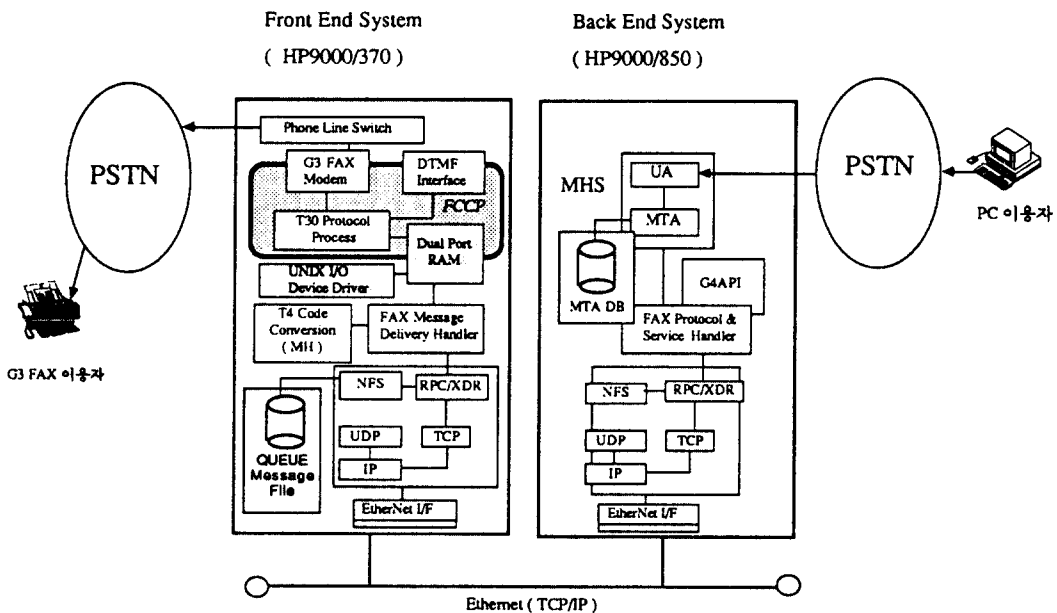 Front End System
( HP9000/370 )
Back End System
( HP9000/850 )
PSTN
Phone Line Switch
G3 FAX
Modem
DTMF
Interface
FCCP
T30 Protocol
Process
Dual Port
RAM
UNIX I/O
Device Driver
T4 Code
Conversion
( MH )
FAX Message
Delivery Handler
G3 FAX 이용자
NFS
RPC/XDR
UDP
TCP
IP
QUEUE
Message
File
EtherNet I/F
MHS
UA
MTA
MTA DB
G4API
FAX Protocol &
Service Handler
NFS
RPC/XDR
UDP
TCP
IP
EtherNet I/F
PSTN
PC 이용자
Ethernet ( TCP/IP )